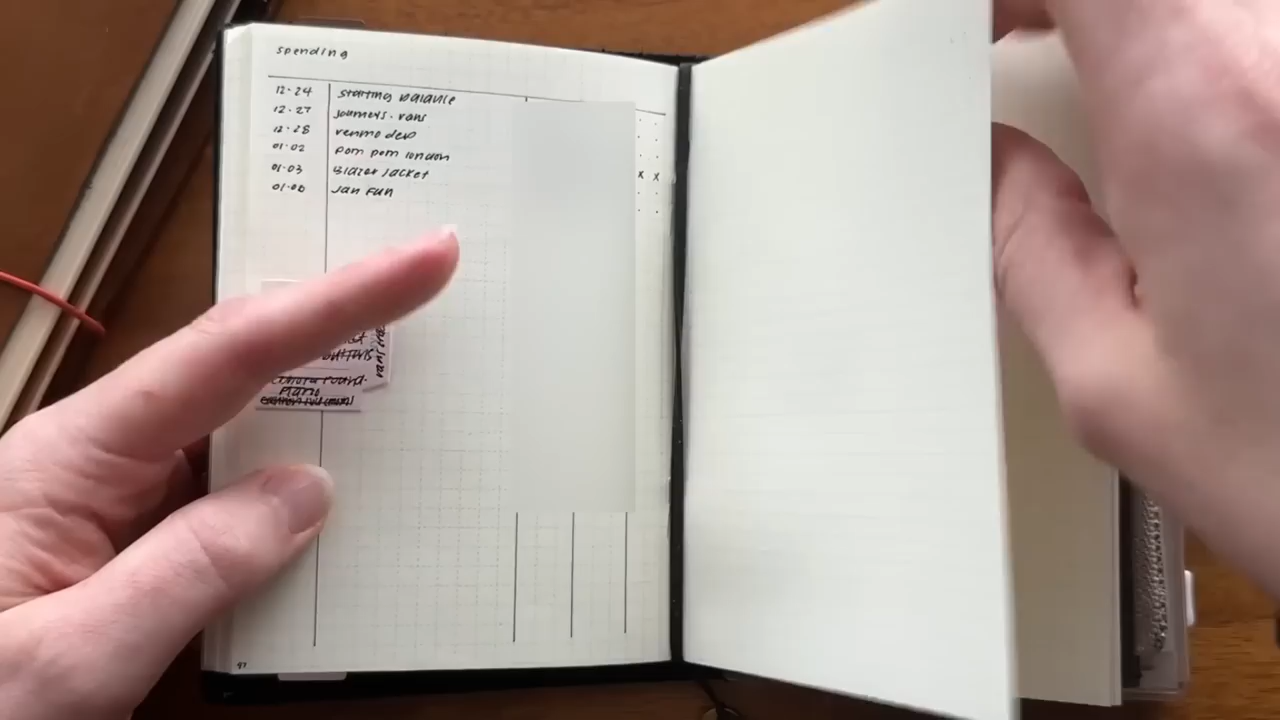 spending
12·24 starting balance
12·27 journeys · vans
12·28 venmo dep
01·02 pom pom london
01·03 blazer jacket
01·06 jan fun
x x
97